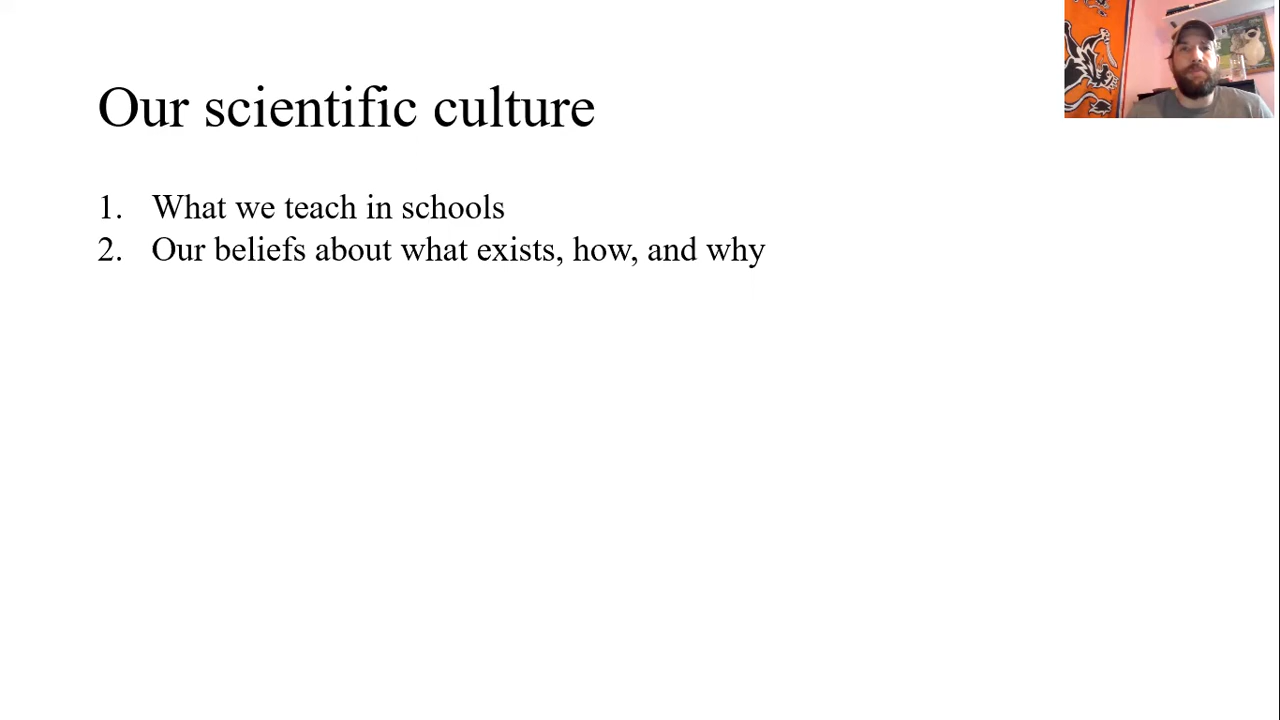 Our scientific culture
1. What we teach in schools
2. Our beliefs about what exists, how, and why